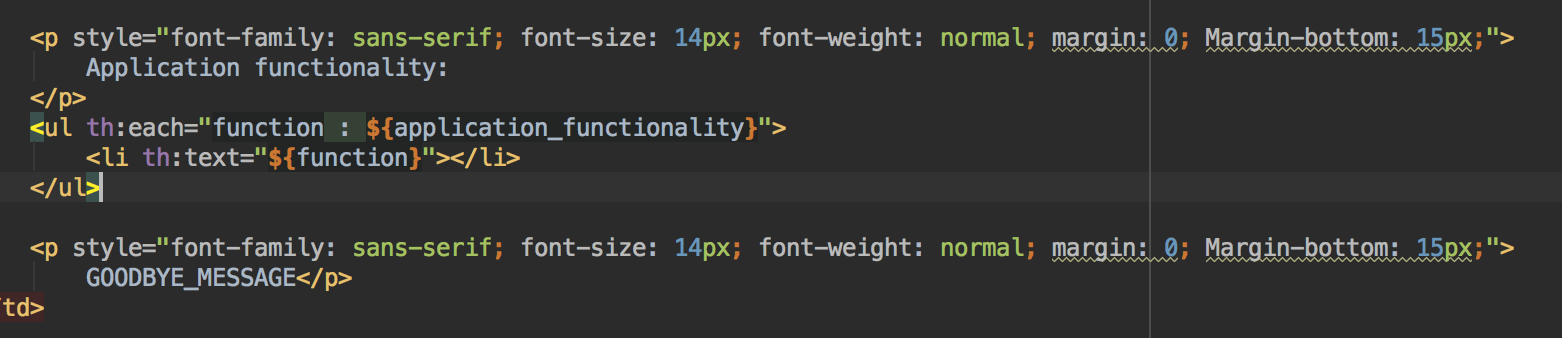 <p style="font-family: sans-serif; font-size: 14px; font-weight: normal; margin: 0; Margin-bottom: 15px;">
Application functionality:
</p>
<ul th:each="function : ${application_functionality}">
<li th:text="${function}"></li>
</ul>
<p style="font-family: sans-serif; font-size: 14px; font-weight: normal; margin: 0; Margin-bottom: 15px;">
GOODBYE_MESSAGE</p>
/td>